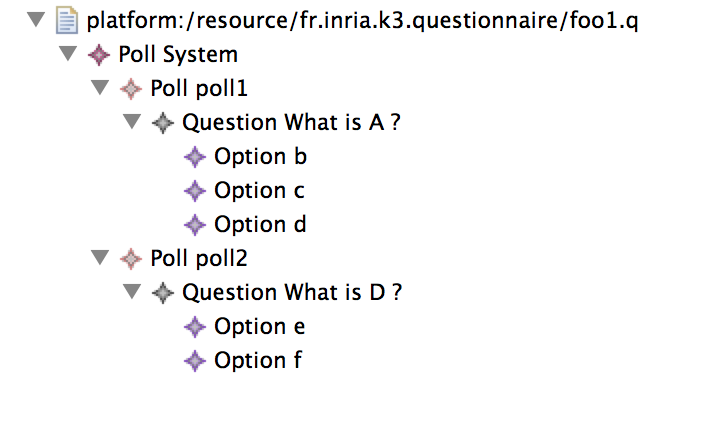 platform:/resource/fr.inria.k3.questionnaire/foo1.q
Poll System
Poll poll1
Question What is A ?
Option b
Option c
Option d
Poll poll2
Question What is D ?
Option e
Option f